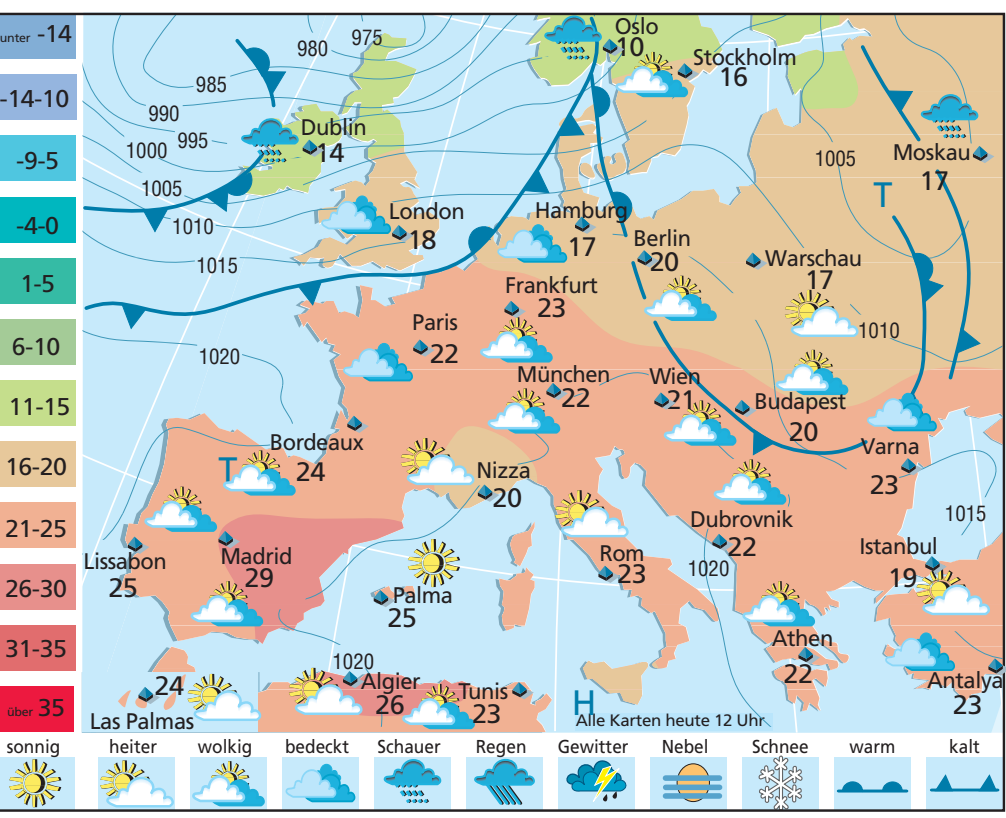 unter -14
-14-10
-9-5
-4-0
1-5
6-10
11-15
16-20
21-25
26-30
31-35
über 35
975
980
985
990
995
1000
1005
1010
1015
1020
Oslo
10
Stockholm
16
Dublin
14
1005
Moskau
17
T
London
18
Hamburg
17
Berlin
20
Warschau
17
1010
Frankfurt
23
Paris
22
München
22
Wien
21
Budapest
20
Bordeaux
24
T
Nizza
20
Varna
23
1015
Lissabon
25
Madrid
29
Palma
25
Rom
23
Dubrovnik
22
1020
Istanbul
19
Athen
22
Antalya
23
24
Las Palmas
1020
Algier
26
Tunis
23
H
Alle Karten heute 12 Uhr
sonnig heiter wolkig bedeckt Schauer Regen Gewitter Nebel Schnee warm kalt